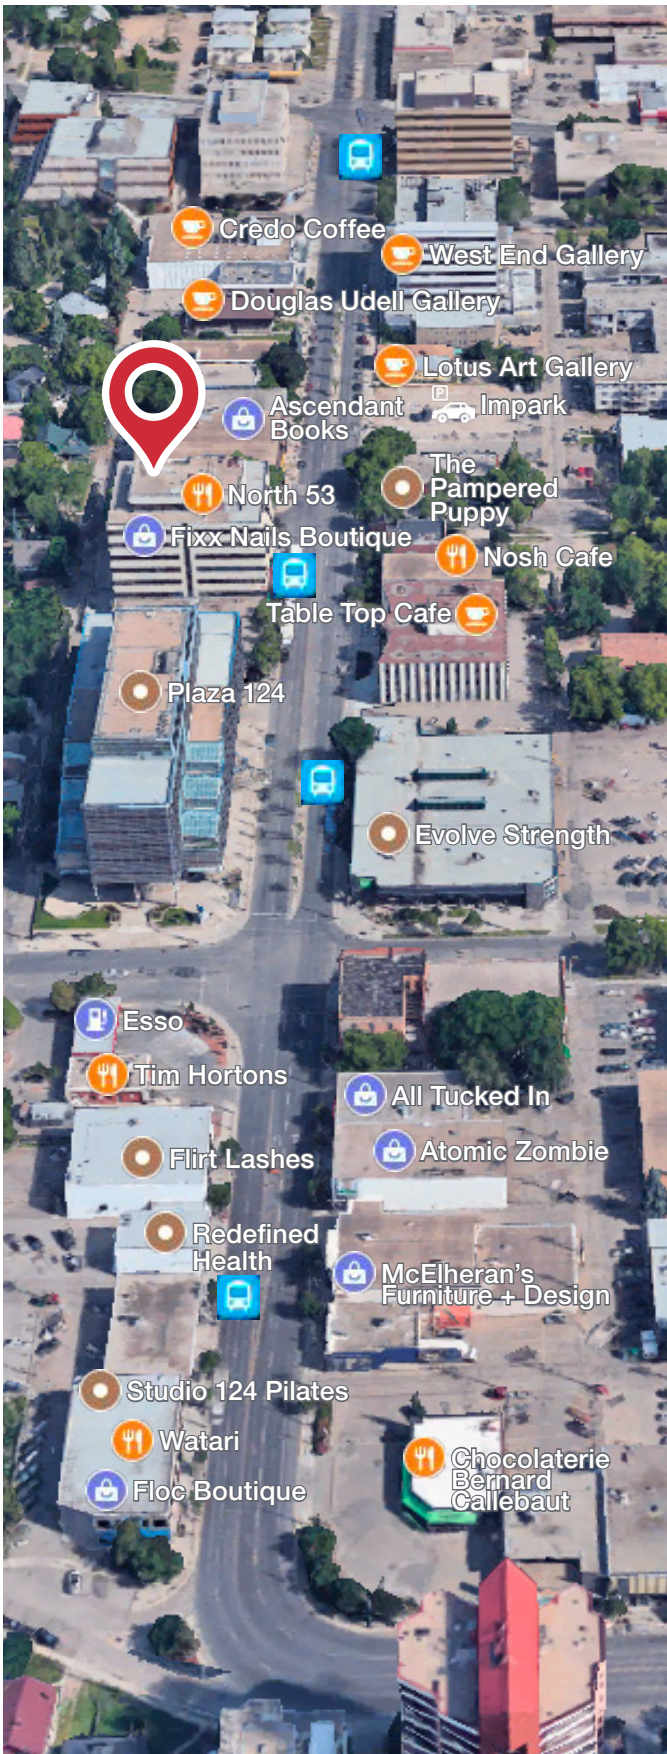 Credo Coffee
West End Gallery
Douglas Udell Gallery
Lotus Art Gallery
P
Impark
Ascendant
Books
The
Pampered
Puppy
North 53
Fixx Nails Boutique
Nosh Cafe
Table Top Cafe
Plaza 124
Evolve Strength
Esso
Tim Hortons
All Tucked In
Atomic Zombie
Flirt Lashes
Redefined
Health
McElheran's
Furniture + Design
Studio 124 Pilates
Watari
Floc Boutique
Chocolaterie
Bernard
Callebaut